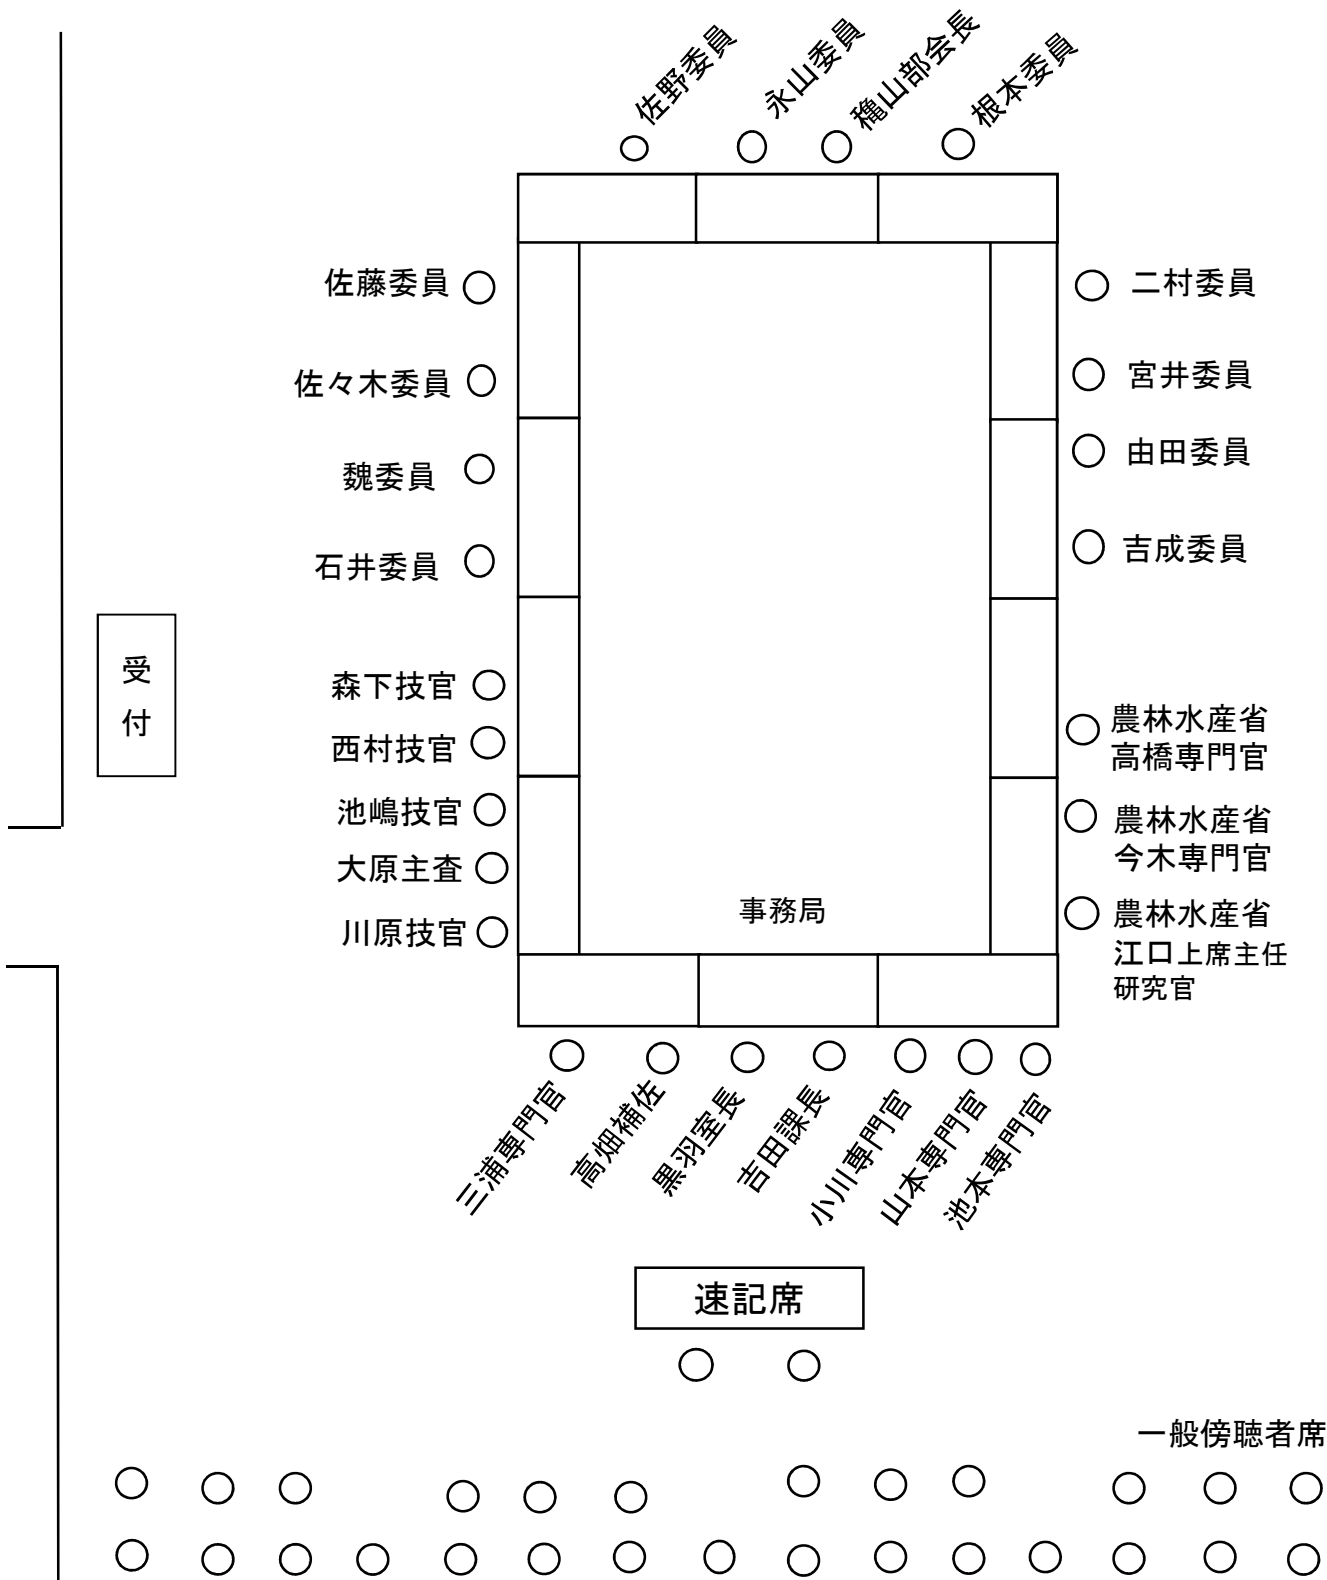 佐野委員
永山委員
穐山部会長
根本委員
佐藤委員
二村委員
佐々木委員
宮井委員
魏委員
由田委員
石井委員
吉成委員
受
付
森下技官
西村技官
農林水産省
高橋専門官
池嶋技官
農林水産省
今木専門官
大原主査
川原技官
事務局
農林水産省
江口上席主任
研究官
三浦専門官
高畑補佐
黒羽室長
吉田課長
小川専門官
山本専門官
池本専門官
速記席
一般傍聴者席